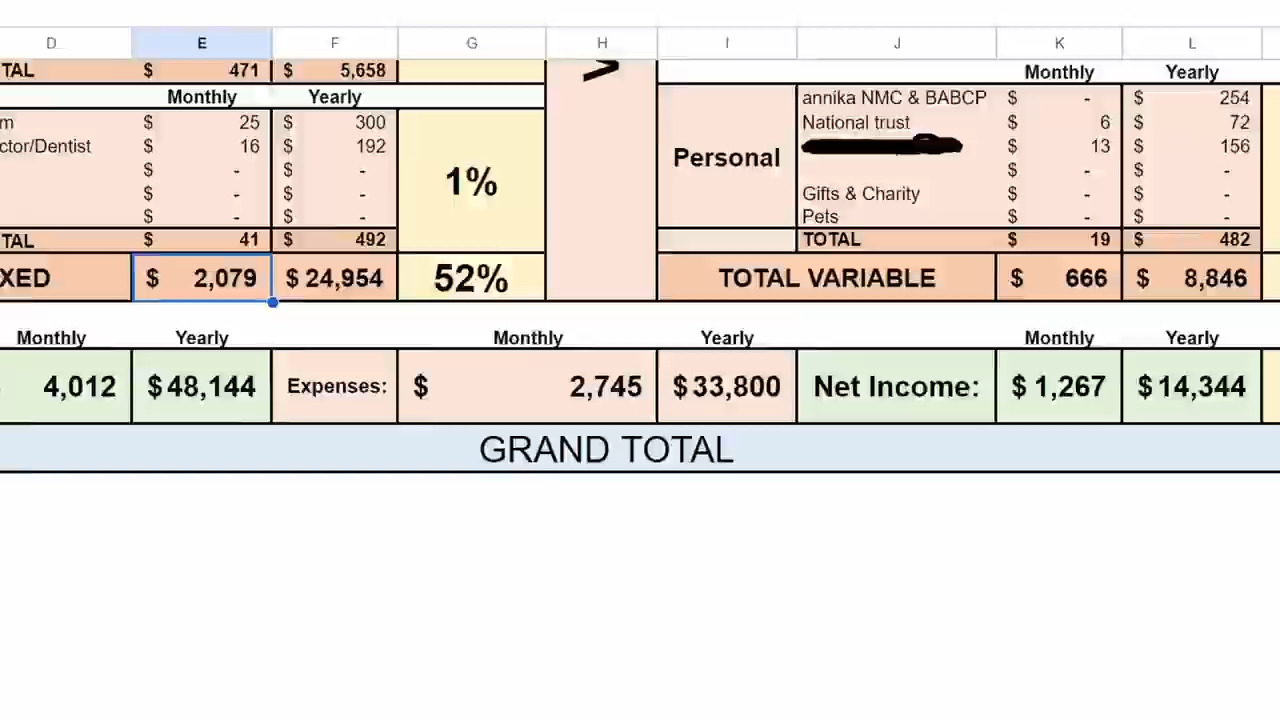 D E F G H I J K L
TAL $ 471 $ 5,658
Monthly Yearly Monthly Yearly
m $ 25 $ 300 annika NMC & BABCP $ - $ 254
ctor/Dentist $ 16 $ 192 National trust $ 6 $ 72
$ - $ - $ 13 $ 156
$ - $ - 1% Personal $ - $ -
$ - $ - Gifts & Charity $ - $ -
Pets $ - $ -
TAL $ 41 $ 492 TOTAL $ 19 $ 482
XED $ 2,079 $ 24,954 52% TOTAL VARIABLE $ 666 $ 8,846
Monthly Yearly Monthly Yearly Monthly Yearly
4,012 $48,144 Expenses: $ 2,745 $33,800 Net Income: $ 1,267 $14,344
GRAND TOTAL